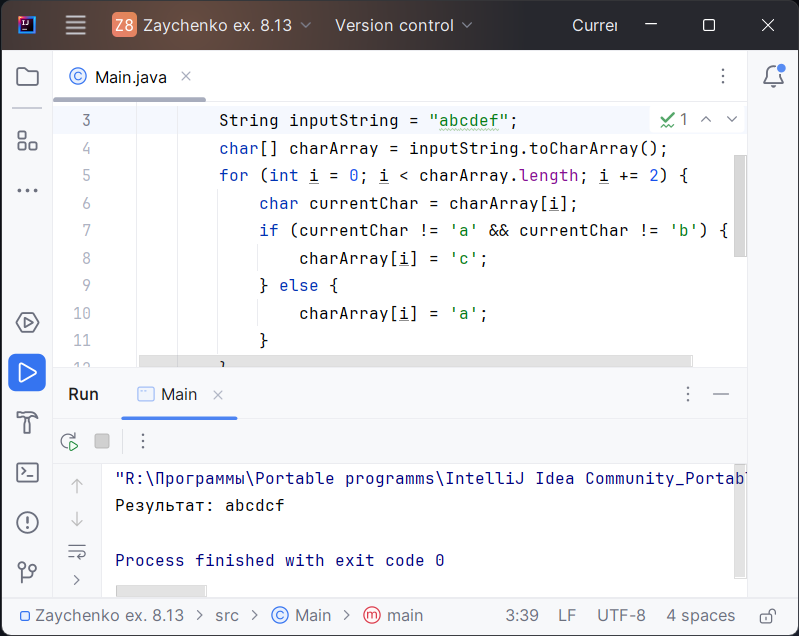 Z8 Zaychenko ex. 8.13 Version control Curren
Main.java
3 String inputString = "abcdef"; 1
4 char[] charArray = inputString.toCharArray();
5 for (int i = 0; i < charArray.length; i += 2) {
6 char currentChar = charArray[i];
7 if (currentChar != 'a' && currentChar != 'b') {
8 charArray[i] = 'c';
9 } else {
10 charArray[i] = 'a';
11 }
12 }
Run Main
"R:\Программы\Portable programms\IntelliJ Idea Community_Portabl
Результат: abcdcf
Process finished with exit code 0
Zaychenko ex. 8.13 > src > Main > main 3:39 LF UTF-8 4 spaces